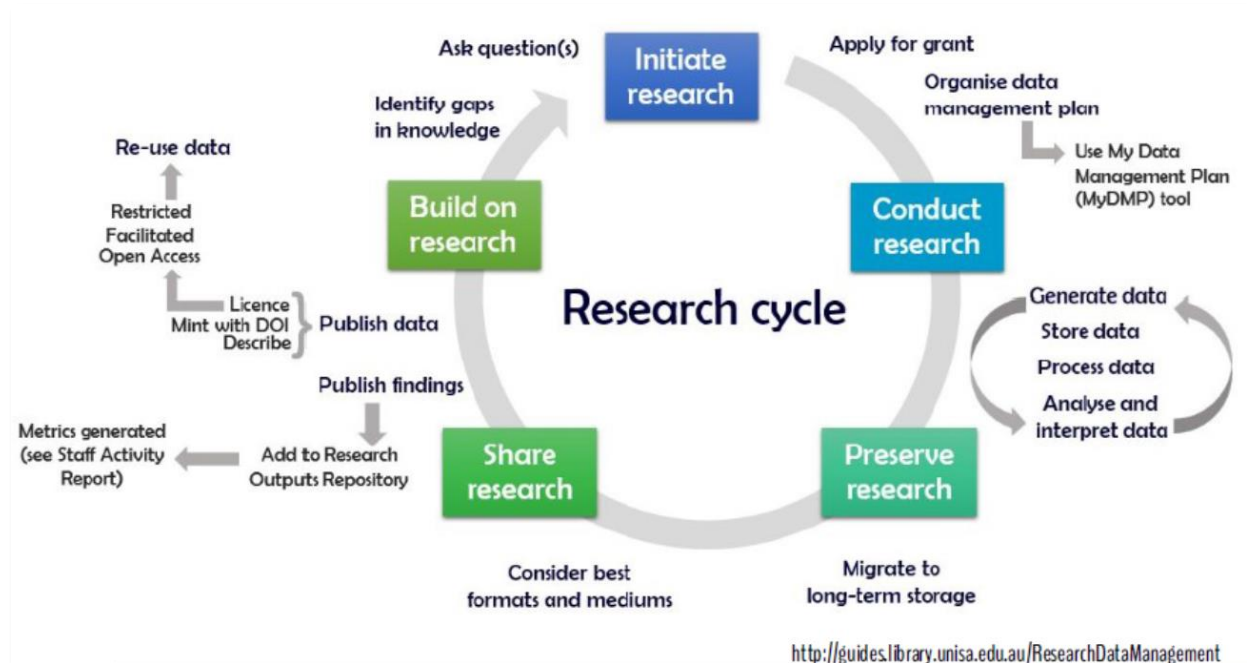 Initiate
research
Apply for grant
Organise data
management plan
Use My Data
Management Plan
(MyDMP) tool
Conduct
research
Generate data
Store data
Process data
Analyse and
interpret data
Preserve
research
Migrate to
long-term storage
Consider best
formats and mediums
Share
research
Publish findings
Add to Research
Outputs Repository
Metrics generated
(see Staff Activity
Report)
Publish data
Licence
Mint with DOI
Describe
Restricted
Facilitated
Open Access
Re-use data
Build on
research
Identify gaps
in knowledge
Ask question(s)
Research cycle
http://guides.library.unisa.edu.au/ResearchDataManagement